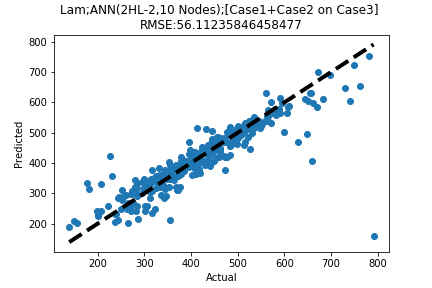 Lam;ANN(2HL-2,10 Nodes);[Case1+Case2 on Case3]
RMSE:56.11235846458477
800
700
600
500
400
300
200
Predicted
200 300 400 500 600 700 800
Actual